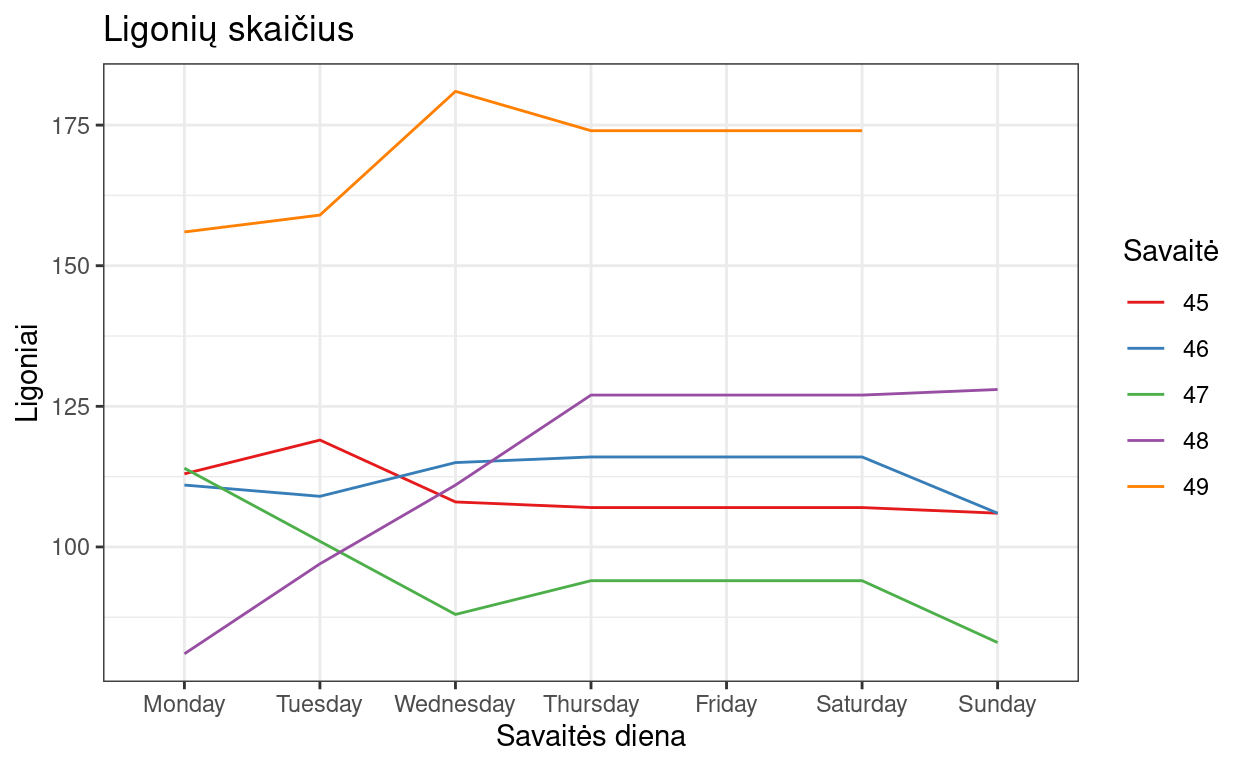 Ligonių skaičius
175
150
125
100
Ligoniai
Monday Tuesday Wednesday Thursday Friday Saturday Sunday
Savaitės diena
Savaitė
45
46
47
48
49